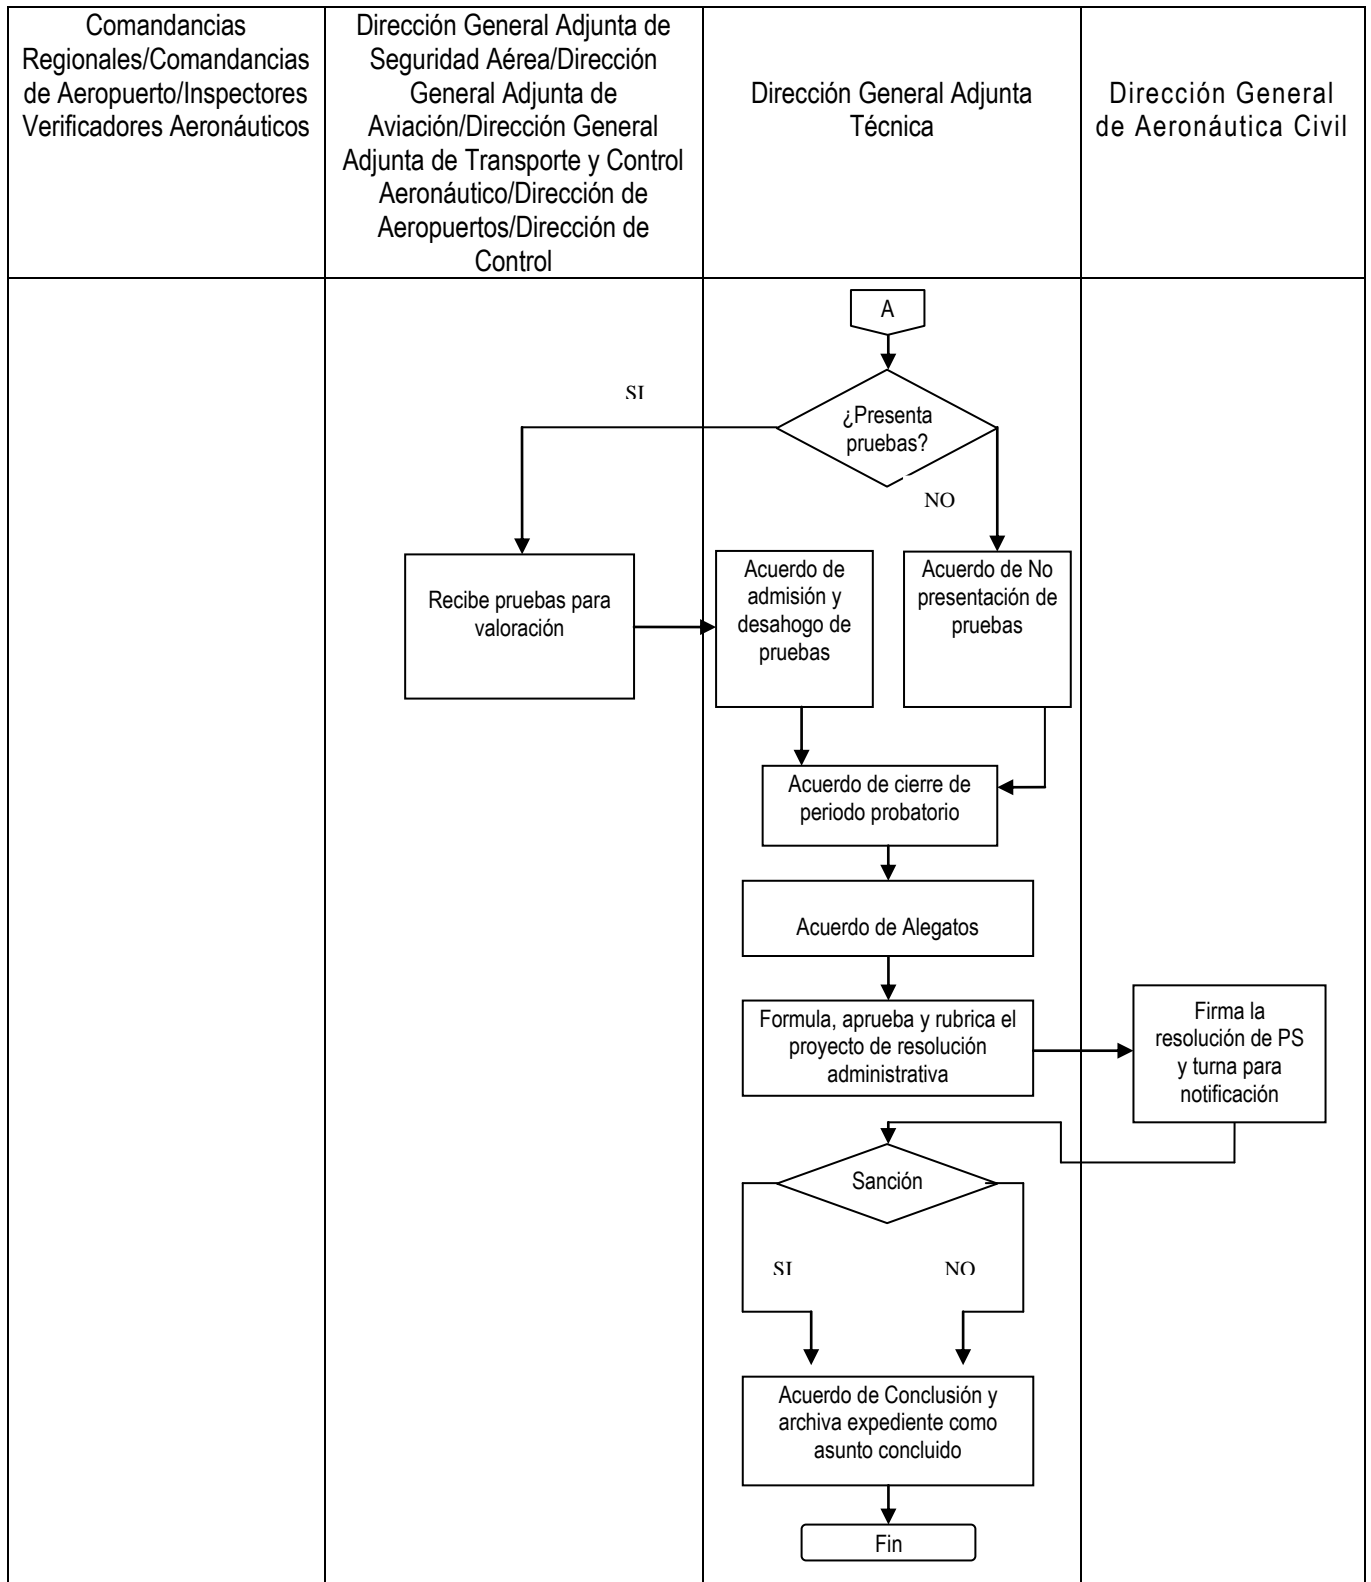 Comandancias
Regionales/Comandancias
de Aeropuerto/Inspectores
Verificadores Aeronáuticos
Dirección General Adjunta de
Seguridad Aérea/Dirección
General Adjunta de
Aviación/Dirección General
Adjunta de Transporte y Control
Aeronáutico/Dirección de
Aeropuertos/Dirección de
Control
Dirección General Adjunta
Técnica
Dirección General
de Aeronáutica Civil
A
¿Presenta
pruebas?
SI
NO
Recibe pruebas para
valoración
Acuerdo de
admisión y
desahogo de
pruebas
Acuerdo de No
presentación de
pruebas
Acuerdo de cierre de
periodo probatorio
Acuerdo de Alegatos
Formula, aprueba y rubrica el
proyecto de resolución
administrativa
Firma la
resolución de PS
y turna para
notificación
Sanción
SI
NO
Acuerdo de Conclusión y
archiva expediente como
asunto concluido
Fin